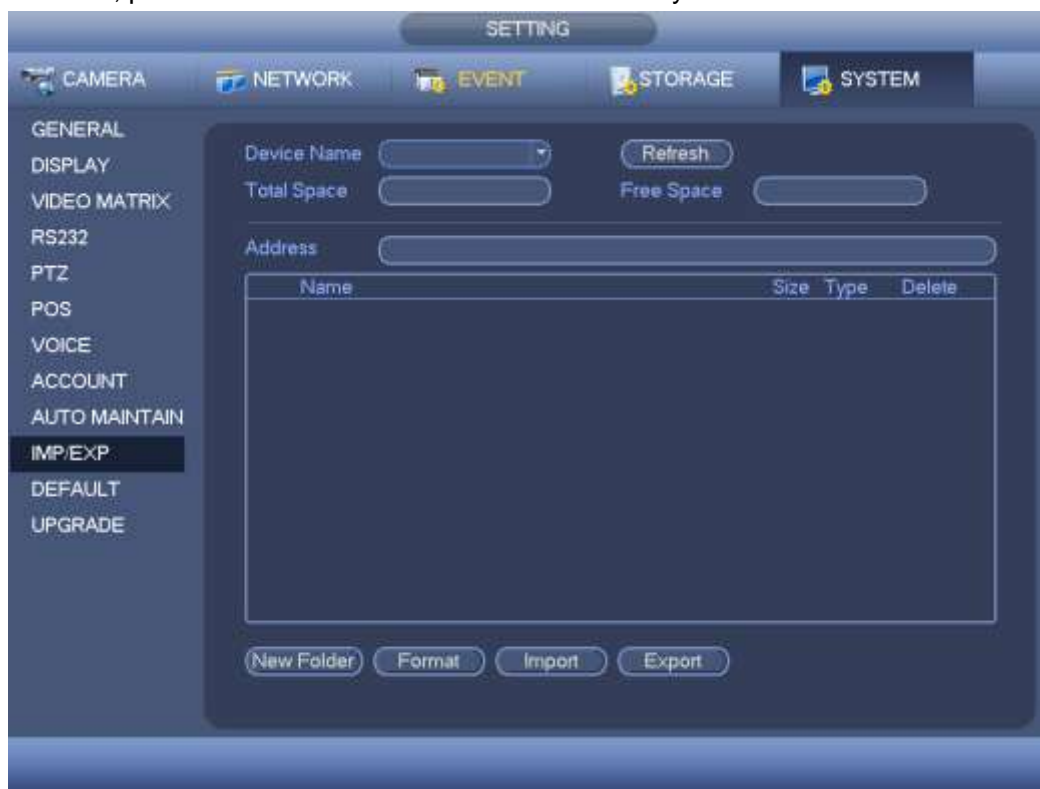 SETTING
CAMERA NETWORK EVENT STORAGE SYSTEM
GENERAL
DISPLAY
VIDEO MATRIX
RS232
PTZ
POS
VOICE
ACCOUNT
AUTO MAINTAIN
IMP/EXP
DEFAULT
UPGRADE
Device Name Refresh
Total Space Free Space
Address
Name Size Type Delete
New Folder Format Import Export